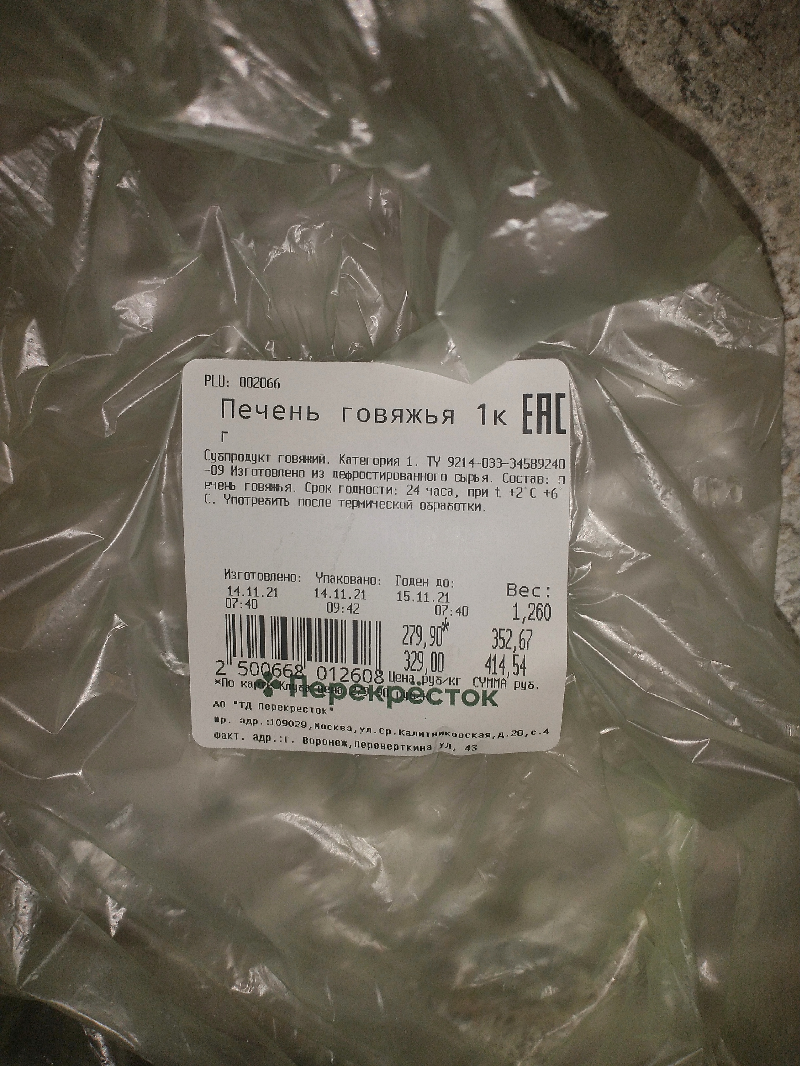 PLU: 002066
Печень говяжья 1к
г
EAC
Субпродукт говяжий. Категория 1. ТУ 9214-033-34589240
-09 Изготовлено из дефростированного сырья. Состав: п
ечень говяжья. Срок годности: 24 часа, при t +2°C +6°
С. Употребить после термической обработки.
Изготовлено: Упаковано: Годен до: Вес:
14.11.21 14.11.21 15.11.21 1,260
07:40 09:42 07:40
279,90* 352,67
329,00 414,54
2 500668 012608 Цена,руб/кг СУММА руб.
*По
Перекрёсток
АО "ТД Перекресток"
Юр. адр.:109029,Москва,ул.Ср.Калитниковская,д.28,с.4
Факт. адр.:г. Воронеж,Переверткина ул, 43